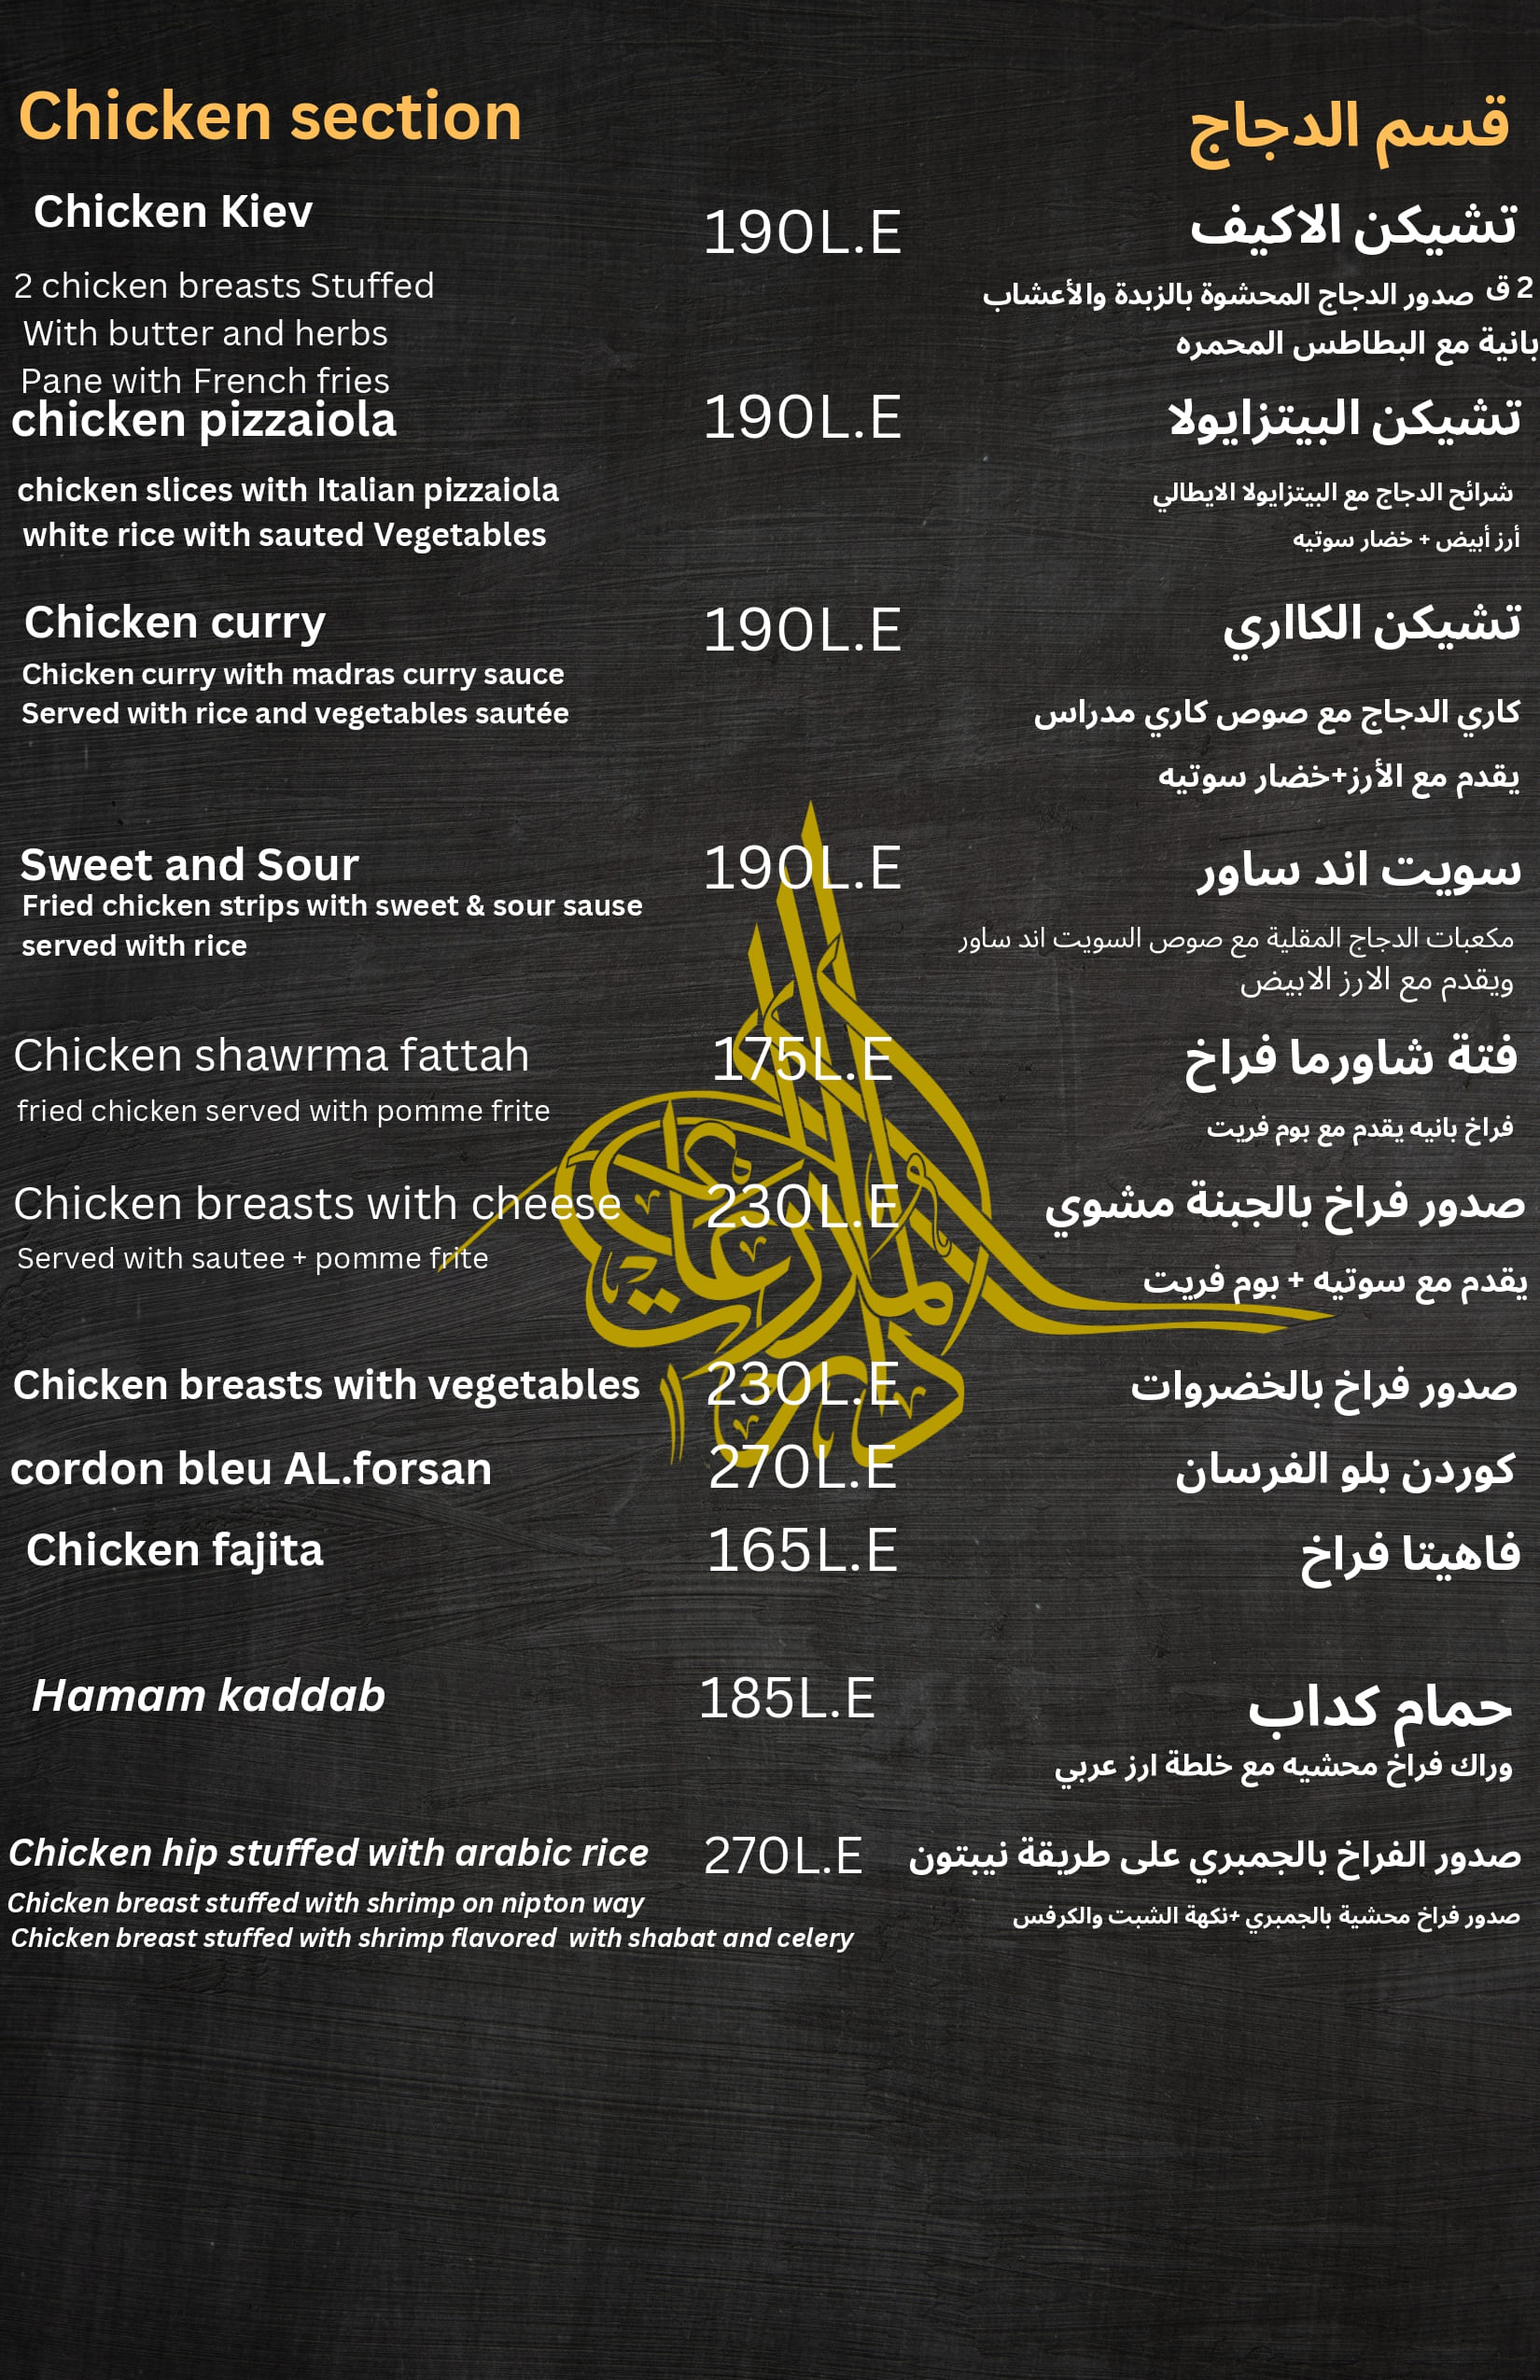 Chicken section
قسم الدجاج
Chicken Kiev
190L.E
تشيكن الاكيف
2 chicken breasts Stuffed
2 ق صدور الدجاج المحشوة بالزبدة والأعشاب
With butter and herbs
بانية مع البطاطس المحمره
Pane with French fries
chicken pizzaiola
190L.E
تشيكن البيتزايولا
chicken slices with Italian pizzaiola
شرائح الدجاج مع البيتزايولا الايطالي
white rice with sauted Vegetables
أرز أبيض + خضار سوتيه
Chicken curry
190L.E
تشيكن الكااري
Chicken curry with madras curry sauce
Served with rice and vegetables sautée
كاري الدجاج مع صوص كاري مدراس
يقدم مع الأرز+خضار سوتيه
Sweet and Sour
190L.E
سويت اند ساور
Fried chicken strips with sweet & sour sause
served with rice
مكعبات الدجاج المقلية مع صوص السويت اند ساور
ويقدم مع الارز الابيض
Chicken shawrma fattah
175L.E
فتة شاورما فراخ
fried chicken served with pomme frite
فراخ بانيه يقدم مع بوم فريت
Chicken breasts with cheese
230L.E
صدور فراخ بالجبنة مشوي
Served with sautee + pomme frite
يقدم مع سوتيه + بوم فريت
Chicken breasts with vegetables
230L.E
صدور فراخ بالخضروات
cordon bleu AL.forsan
270L.E
كوردن بلو الفرسان
Chicken fajita
165L.E
فاهيتا فراخ
Hamam kaddab
185L.E
حمام كداب
وراك فراخ محشيه مع خلطة ارز عربي
Chicken hip stuffed with arabic rice
270L.E
صدور الفراخ بالجمبري على طريقة نيبتون
Chicken breast stuffed with shrimp on nipton way
صدور فراخ محشية بالجمبري +نكهة الشبت والكرفس
Chicken breast stuffed with shrimp flavored with shabat and celery